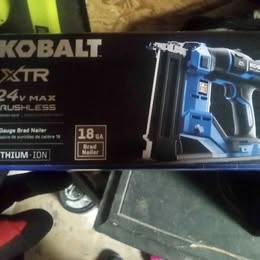 KOBALT
XTR
24V MAX
BRUSHLESS
Gauge Brad Nailer
18 GA
Brad
Nailer
LITHIUM-ION